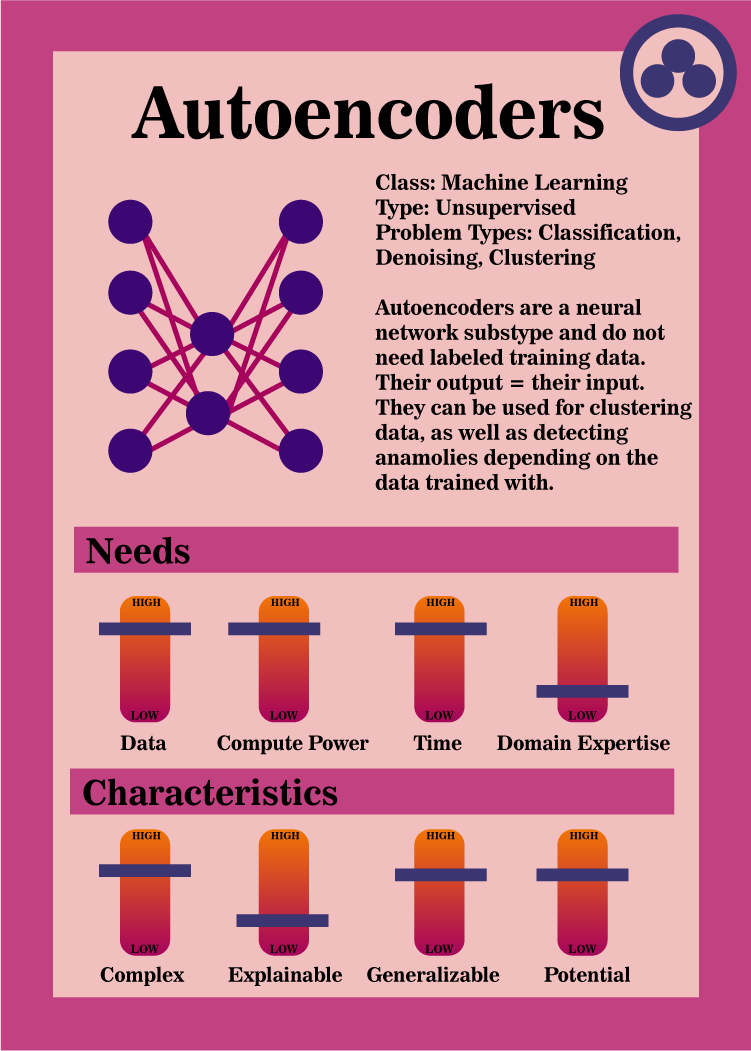 Autoencoders
Class: Machine Learning
Type: Unsupervised
Problem Types: Classification,
Denoising, Clustering
Autoencoders are a neural
network substype and do not
need labeled training data.
Their output = their input.
They can be used for clustering
data, as well as detecting
anamolies depending on the
data trained with.
Needs
HIGH HIGH HIGH HIGH
LOW LOW LOW LOW
Data Compute Power Time Domain Expertise
Characteristics
HIGH HIGH HIGH HIGH
LOW LOW LOW LOW
Complex Explainable Generalizable Potential